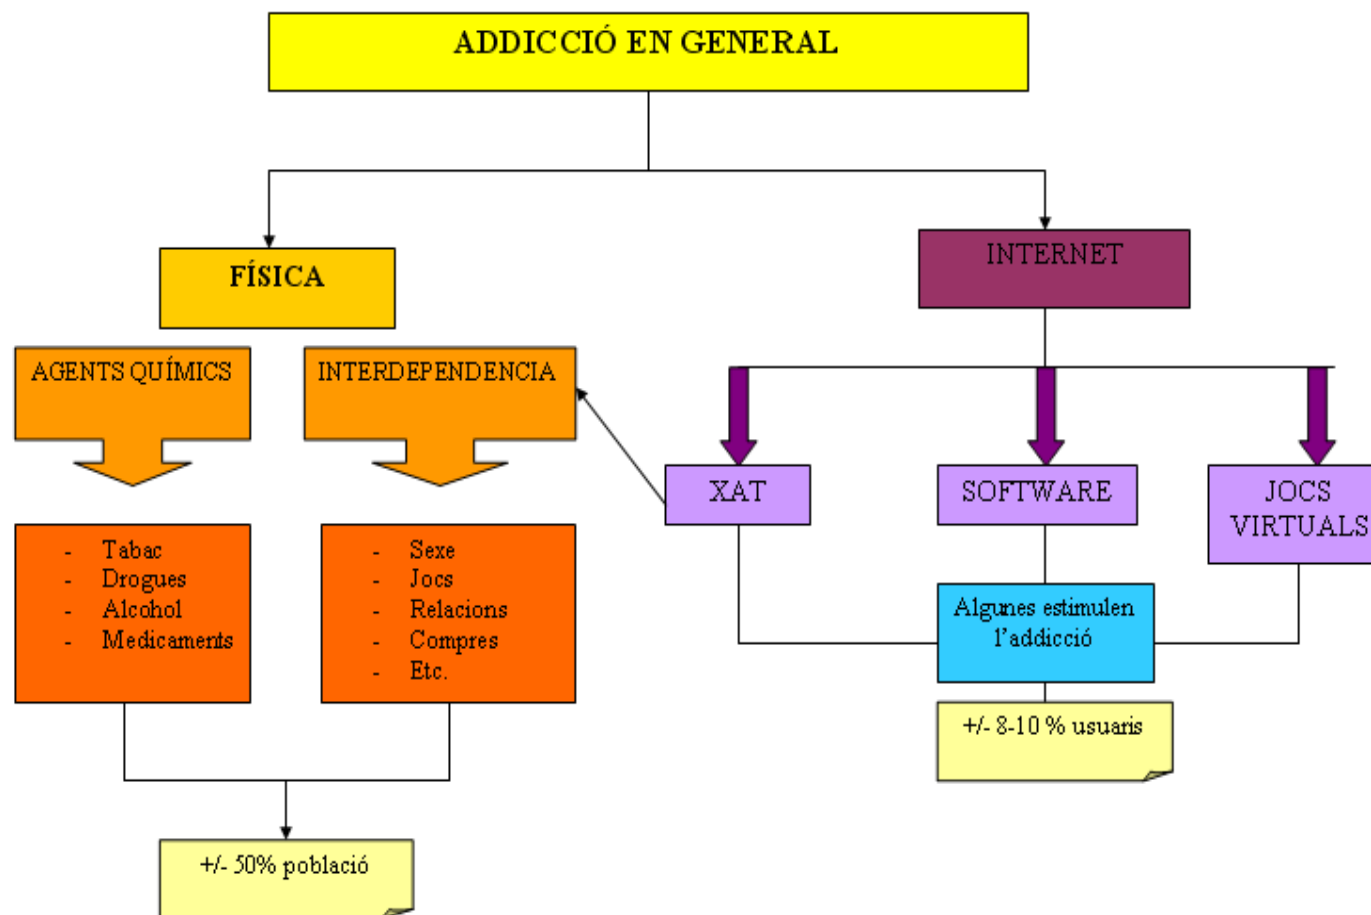 ADDICCIÓ EN GENERAL
FÍSICA
INTERNET
AGENTS QUÍMICS
INTERDEPENDENCIA
XAT
SOFTWARE
JOCS
VIRTUALS
- Tabac
- Drogues
- Alcohol
- Medicaments
- Sexe
- Jocs
- Relacions
- Compres
- Etc.
Algunes estimulen
l'addicció
+/- 8-10 % usuaris
+/- 50% població